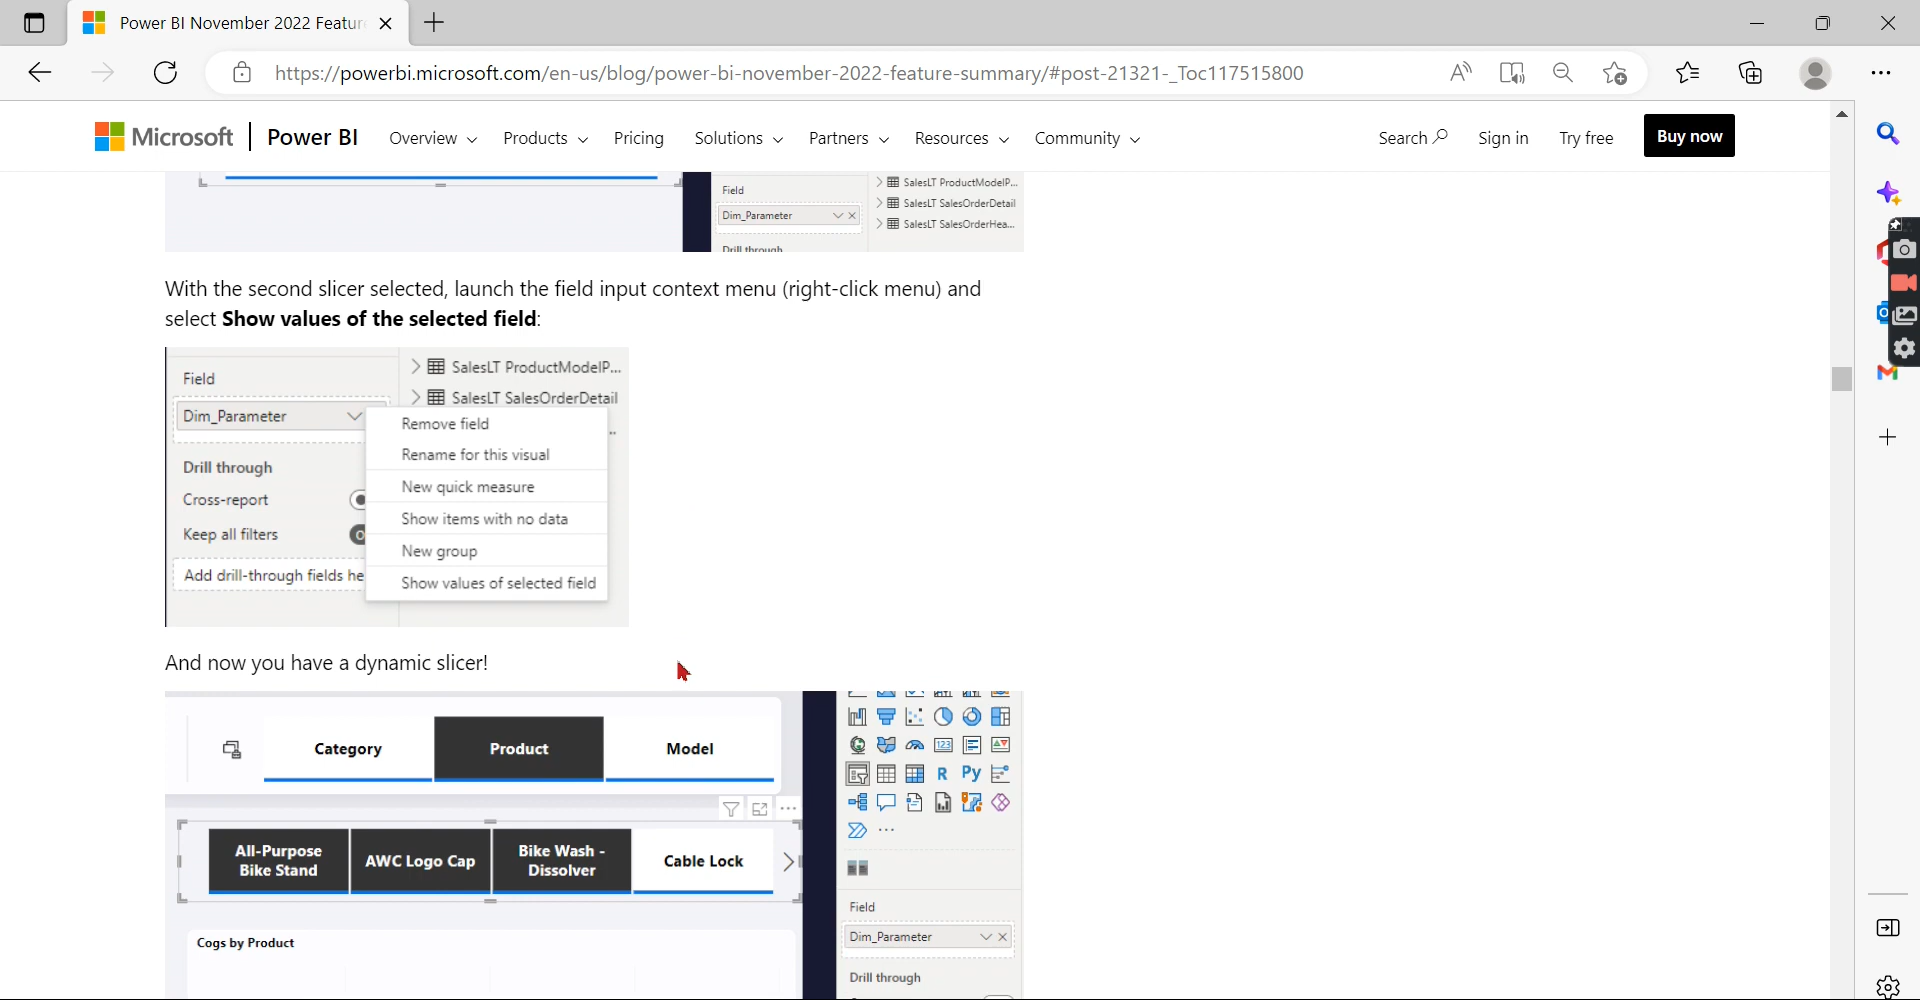 Power BI November 2022 Featur
https://powerbi.microsoft.com/en-us/blog/power-bi-november-2022-feature-summary/#post-21321-_Toc117515800
Microsoft Power BI Overview Products Pricing Solutions Partners Resources Community Search Sign in Try free Buy now
Field
SalesLT ProductModelP...
Dim_Parameter
SalesLT SalesOrderDetail
SalesLT SalesOrderHea...
Drill through
With the second slicer selected, launch the field input context menu (right-click menu) and
select Show values of the selected field:
Field
SalesLT ProductModelP...
SalesLT SalesOrderDetail
Dim_Parameter
Remove field
Rename for this visual
Drill through
New quick measure
Cross-report
Show items with no data
Keep all filters
New group
Add drill-through fields he
Show values of selected field
And now you have a dynamic slicer!
Category Product Model
R Py
123
All-Purpose
Bike Stand
AWC Logo Cap
Bike Wash -
Dissolver
Cable Lock
Field
Dim_Parameter
Cogs by Product
Drill through